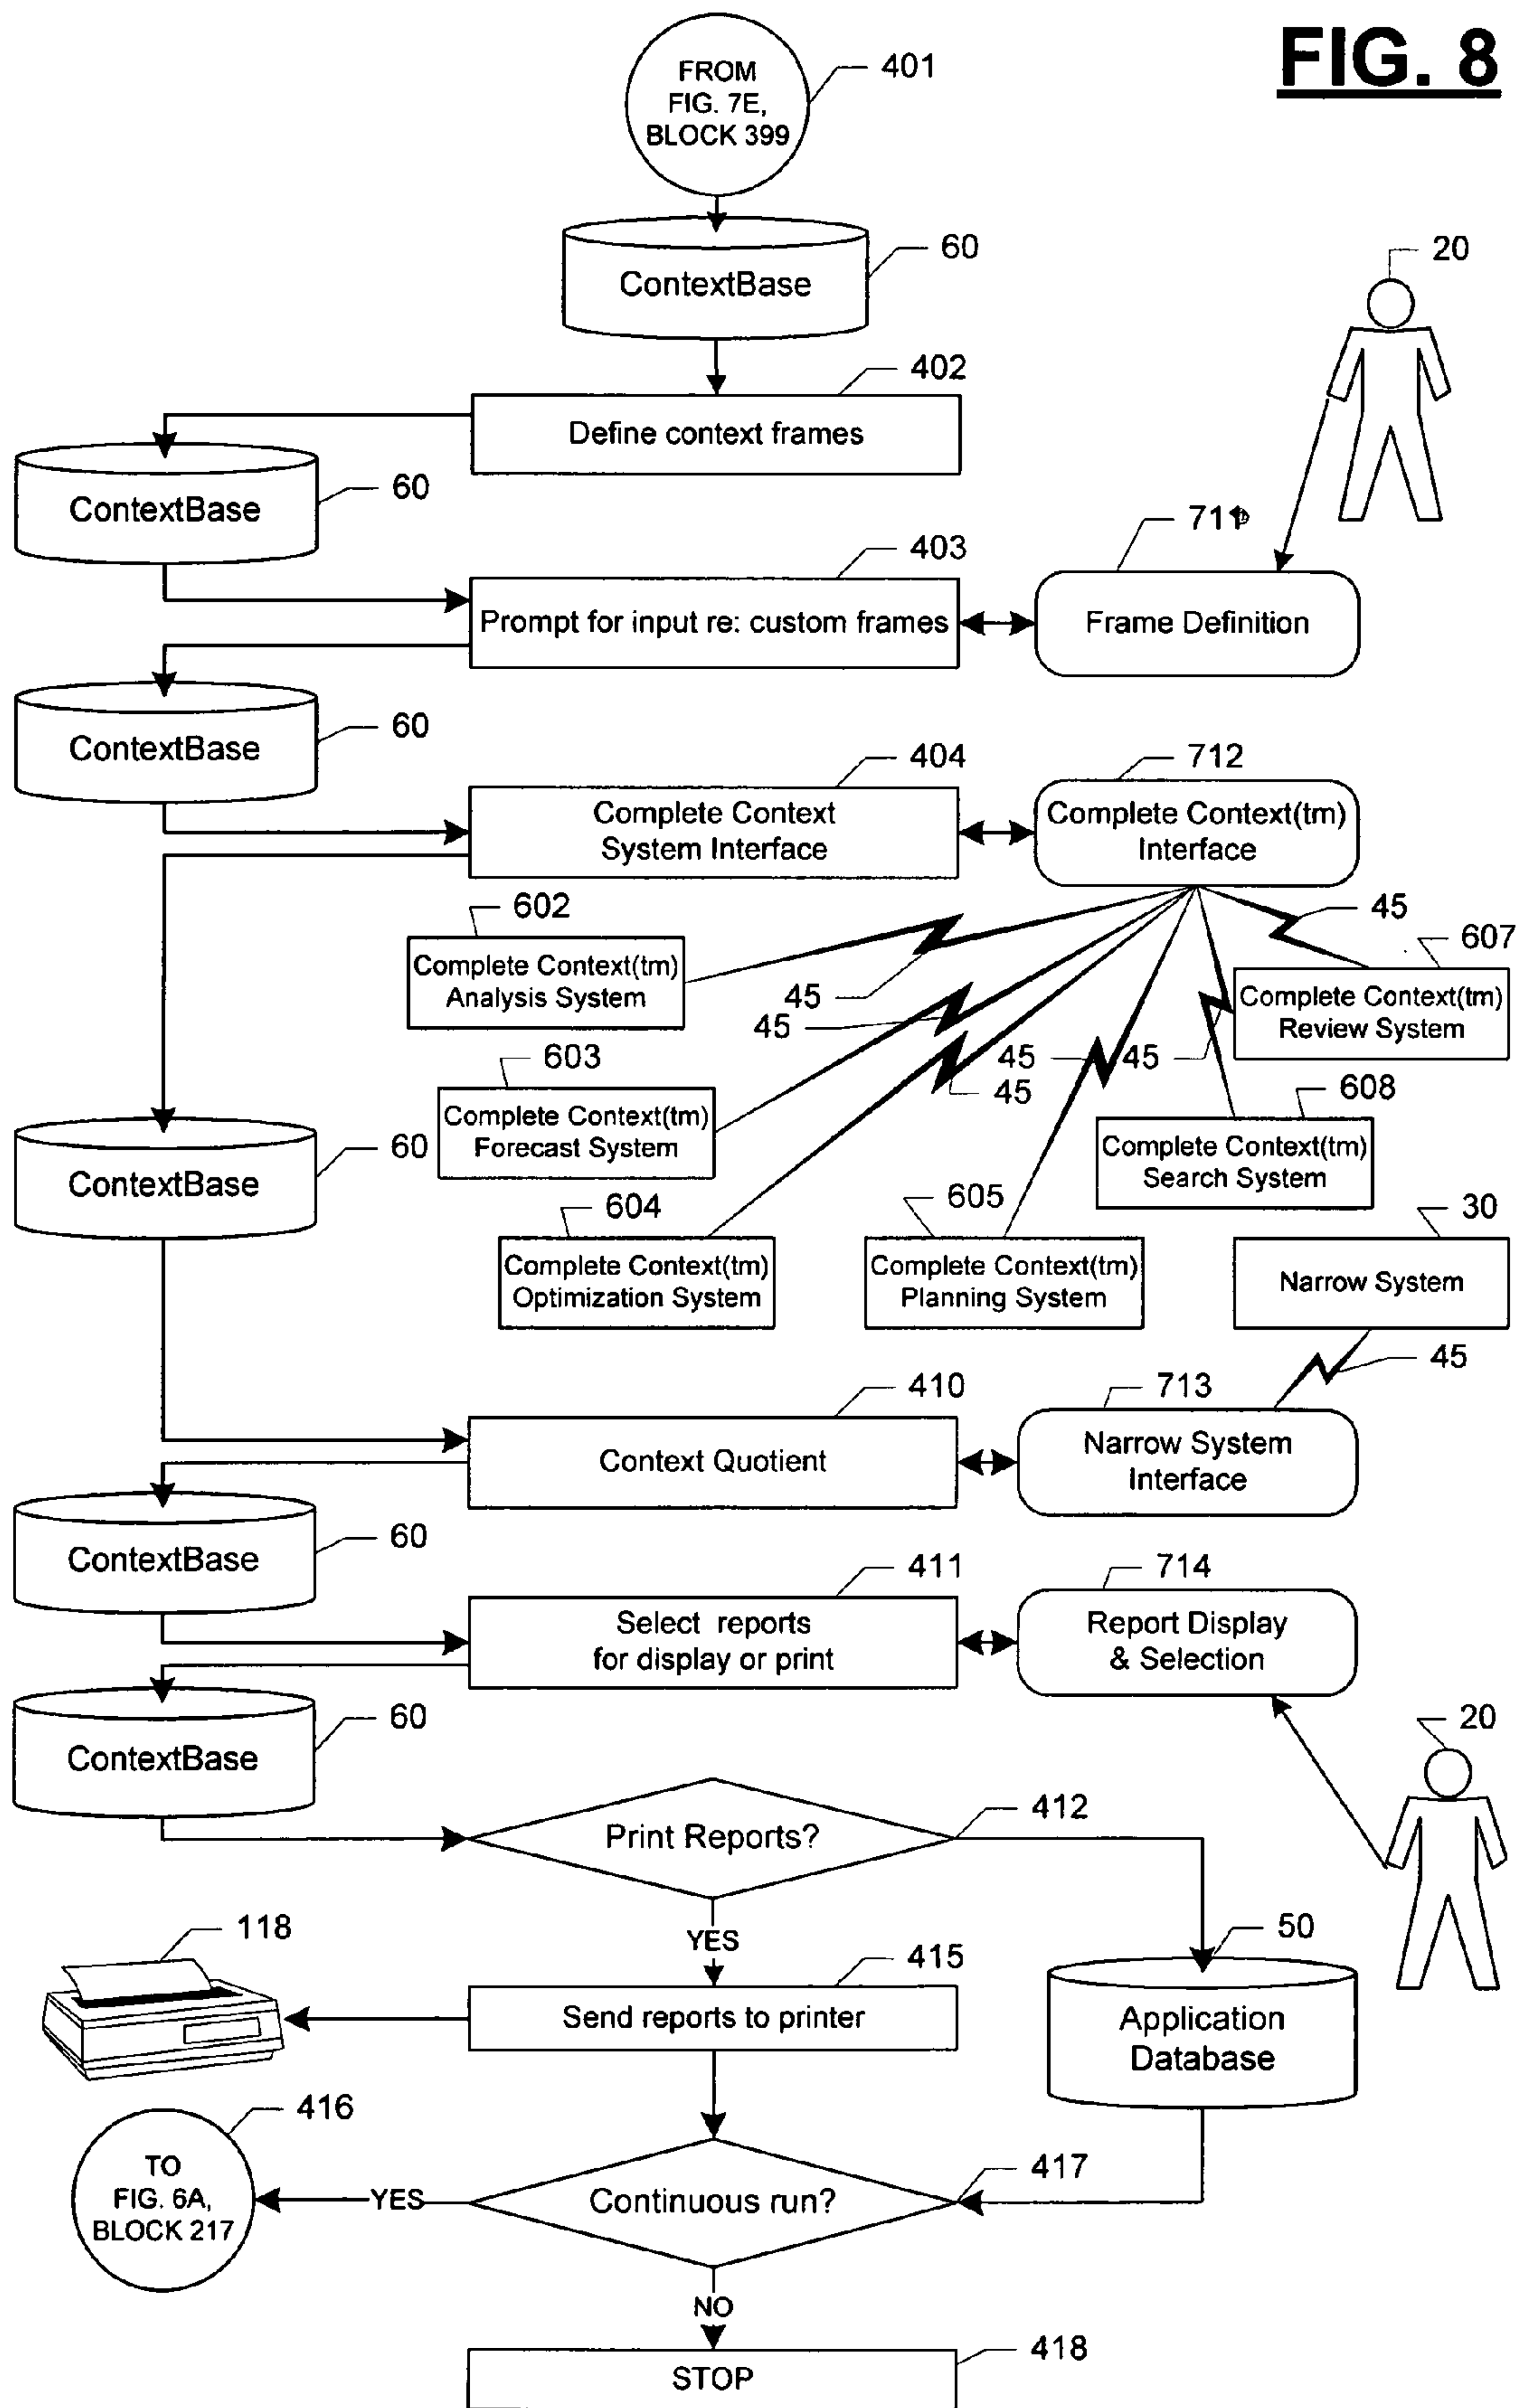 FIG. 8
FROM
FIG. 7E,
BLOCK 399
401
60
ContextBase
20
402
Define context frames
60
ContextBase
711
403
Prompt for input re: custom frames
Frame Definition
60
ContextBase
404
712
Complete Context
System Interface
Complete Context(tm)
Interface
602
45
607
Complete Context(tm)
Analysis System
45
45
Complete Context(tm)
Review System
603
45
45
45
608
Complete Context(tm)
Forecast System
60
ContextBase
Complete Context(tm)
Search System
604
605
30
Complete Context(tm)
Optimization System
Complete Context(tm)
Planning System
Narrow System
45
410
713
Context Quotient
Narrow System
Interface
60
ContextBase
411
714
Select reports
for display or print
Report Display
& Selection
60
ContextBase
20
412
Print Reports?
118
YES
50
415
Send reports to printer
Application
Database
416
TO
FIG. 6A,
BLOCK 217
417
YES
Continuous run?
NO
418
STOP